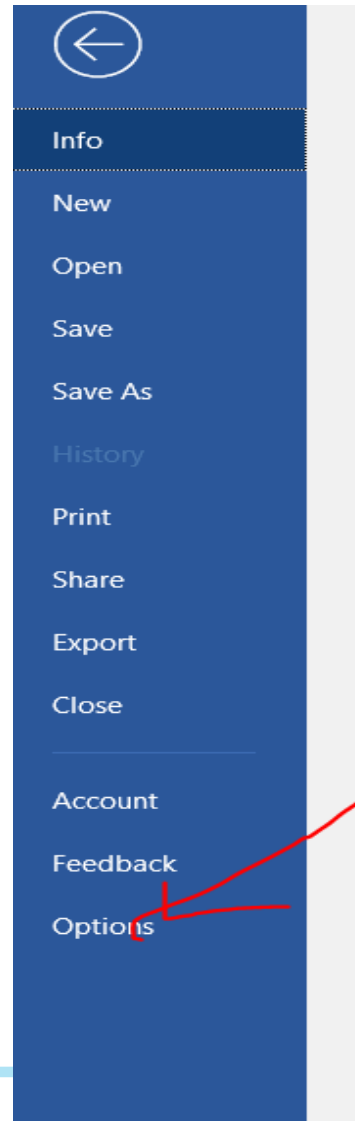 Info
New
Open
Save
Save As
History
Print
Share
Export
Close
Account
Feedback
Options